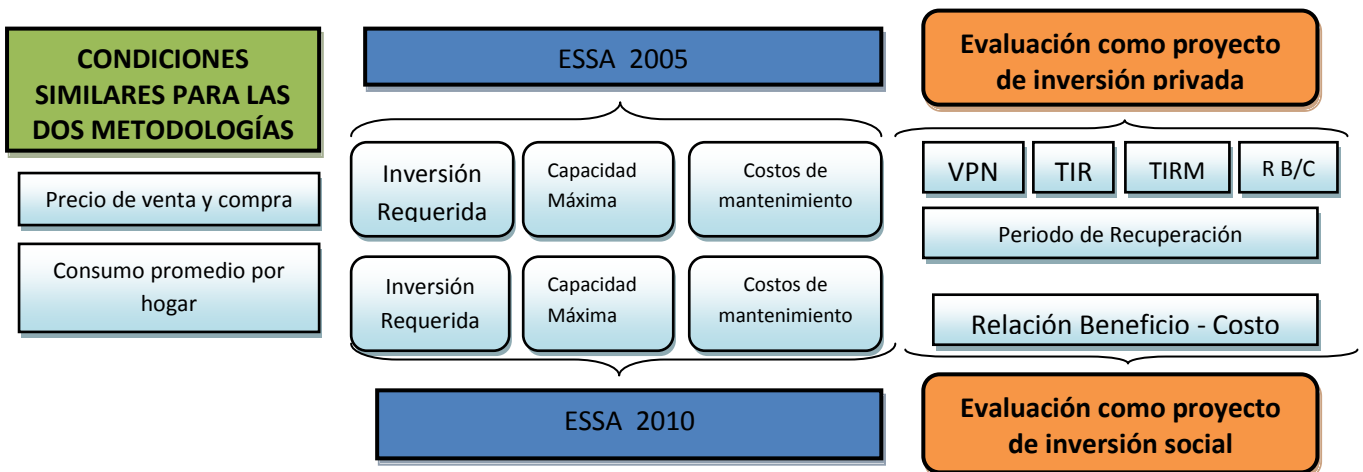 CONDICIONES
SIMILARES PARA LAS
DOS METODOLOGÍAS
Precio de venta y compra
Consumo promedio por
hogar
ESSA 2005
Inversión
Requerida
Capacidad
Máxima
Costos de
mantenimiento
Inversión
Requerida
Capacidad
Máxima
Costos de
mantenimiento
ESSA 2010
Evaluación como proyecto
de inversión privada
VPN
TIR
TIRM
R B/C
Periodo de Recuperación
Relación Beneficio - Costo
Evaluación como proyecto
de inversión social